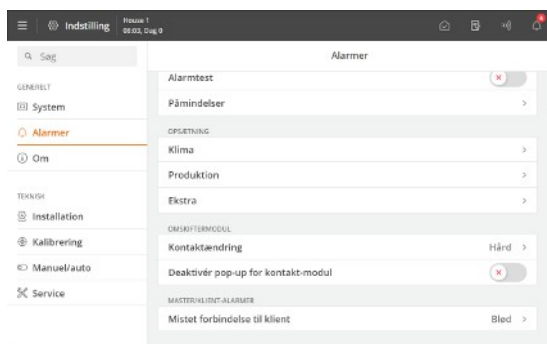 Indstilling
House 1
08:03, Dag 0
Søg
Alarmer
GENERELT
System
Alarmer
Om
TEKNISK
Installation
Kalibrering
Manuel/auto
Service
Alarmtest
Påmindelser
OPSÆTNING
Klima
Produktion
Ekstra
OMSKIFTERMODUL
Kontaktændring Hård
Deaktivér pop-up for kontakt-modul
MASTER/KLIENT-ALARMER
Mistet forbindelse til klient Blød